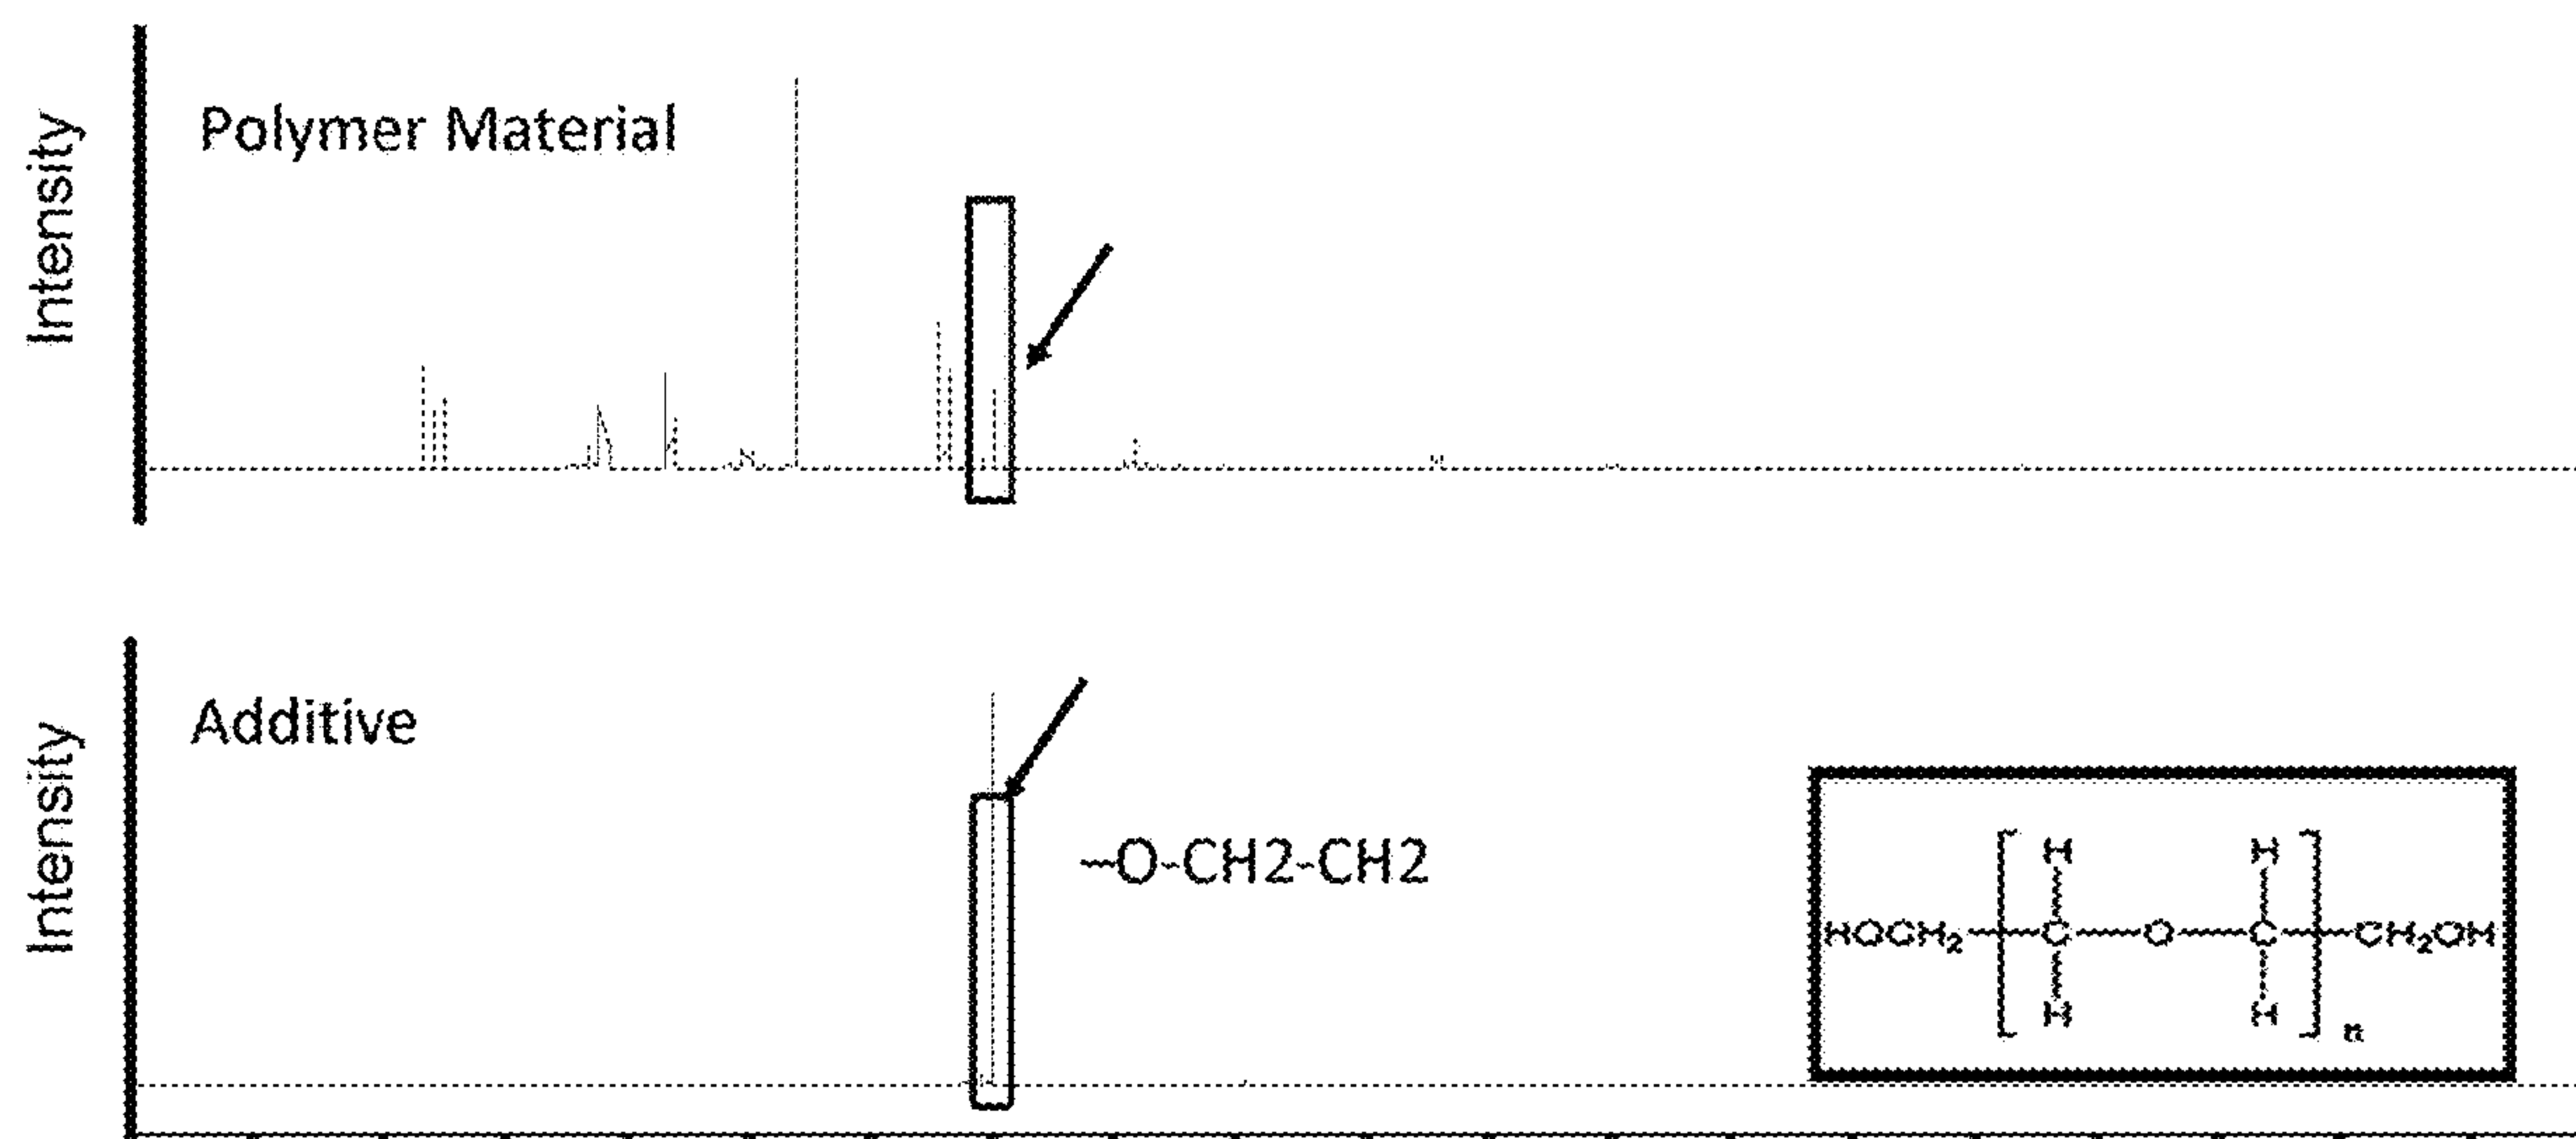 Intensity
Polymer Material
Intensity
Additive
-O-CH2-CH2
H H
HOCH₂ C O C CH₂OH
H H
n